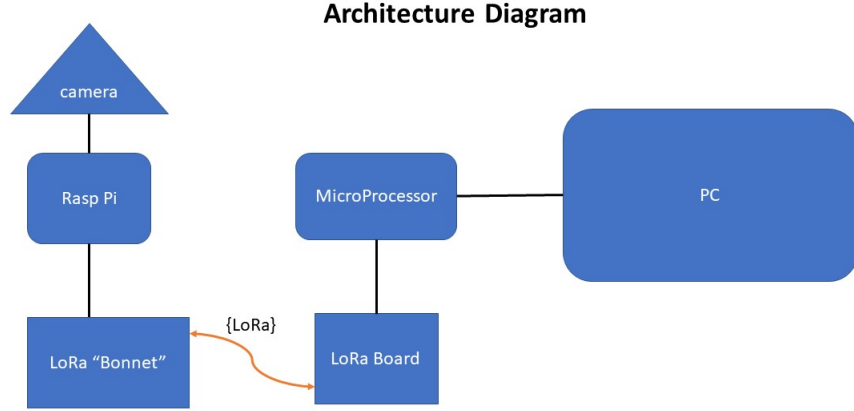 Architecture Diagram
camera
Rasp Pi
MicroProcessor
PC
{LoRa}
LoRa “Bonnet”
LoRa Board